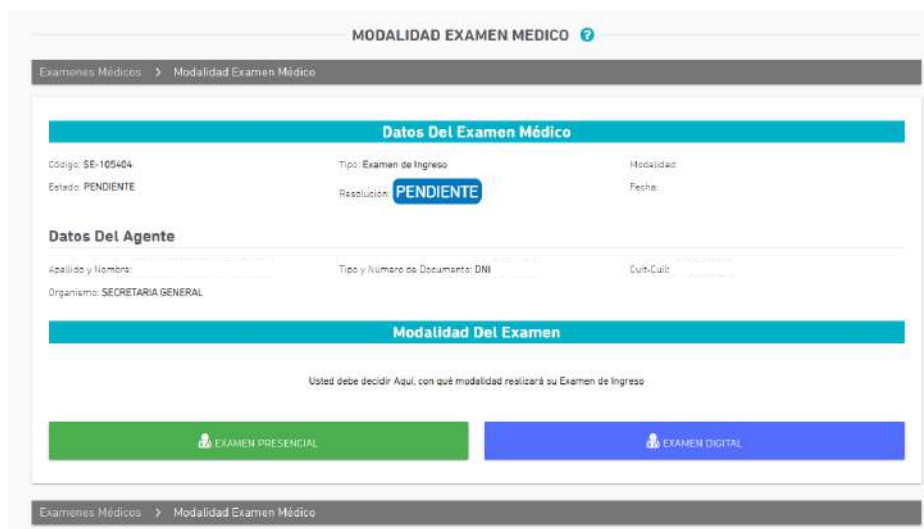 MODALIDAD EXAMEN MEDICO ?
Examenes Médicos > Modalidad Examen Médico
Datos Del Examen Médico
Código: SE-105404 Tipo: Examen de Ingreso Modalidad:
Estado: PENDIENTE Resolución: PENDIENTE Fecha:
Datos Del Agente
Apellido y Nombre: Tipo y Número de Documento: DNI Cuit-Cuil:
Organismo: SECRETARIA GENERAL
Modalidad Del Examen
Usted debe decidir Aquí, con qué modalidad realizará su Examen de Ingreso
EXAMEN PRESENCIAL EXAMEN DIGITAL
Examenes Médicos > Modalidad Examen Médico